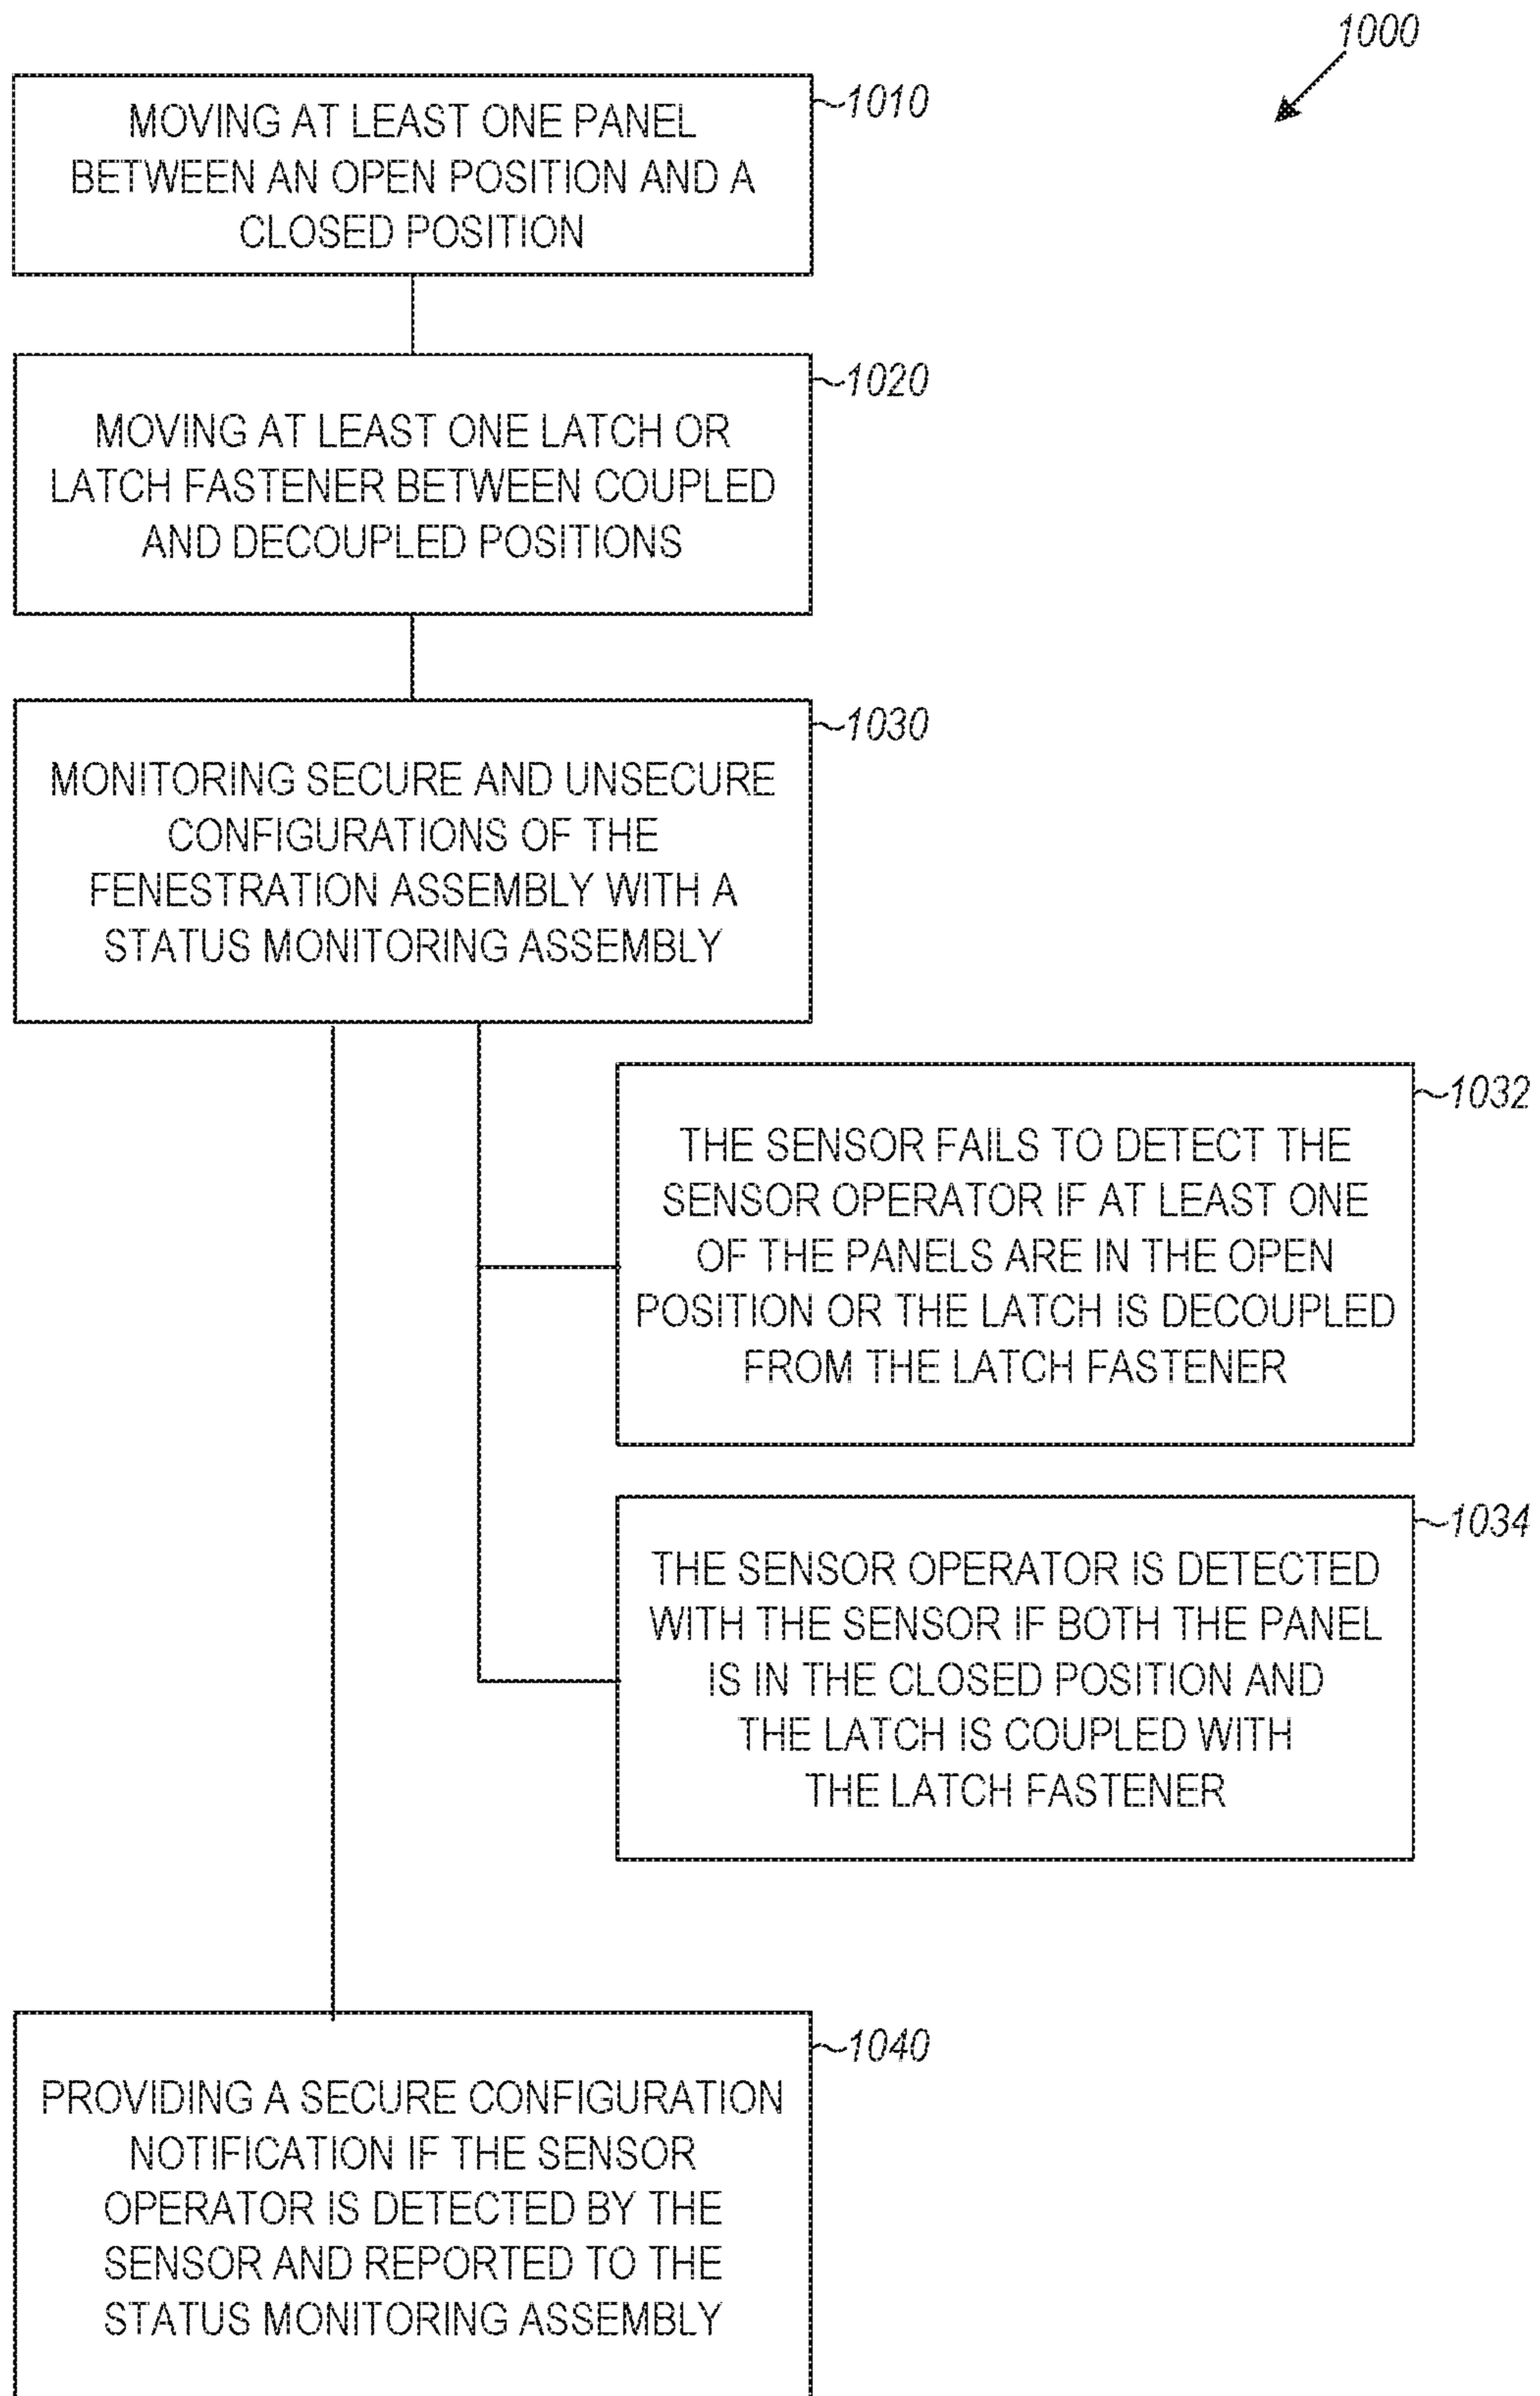 1000
1010
MOVING AT LEAST ONE PANEL
BETWEEN AN OPEN POSITION AND A
CLOSED POSITION
1020
MOVING AT LEAST ONE LATCH OR
LATCH FASTENER BETWEEN COUPLED
AND DECOUPLED POSITIONS
1030
MONITORING SECURE AND UNSECURE
CONFIGURATIONS OF THE
FENESTRATION ASSEMBLY WITH A
STATUS MONITORING ASSEMBLY
1032
THE SENSOR FAILS TO DETECT THE
SENSOR OPERATOR IF AT LEAST ONE
OF THE PANELS ARE IN THE OPEN
POSITION OR THE LATCH IS DECOUPLED
FROM THE LATCH FASTENER
1034
THE SENSOR OPERATOR IS DETECTED
WITH THE SENSOR IF BOTH THE PANEL
IS IN THE CLOSED POSITION AND
THE LATCH IS COUPLED WITH
THE LATCH FASTENER
1040
PROVIDING A SECURE CONFIGURATION
NOTIFICATION IF THE SENSOR
OPERATOR IS DETECTED BY THE
SENSOR AND REPORTED TO THE
STATUS MONITORING ASSEMBLY